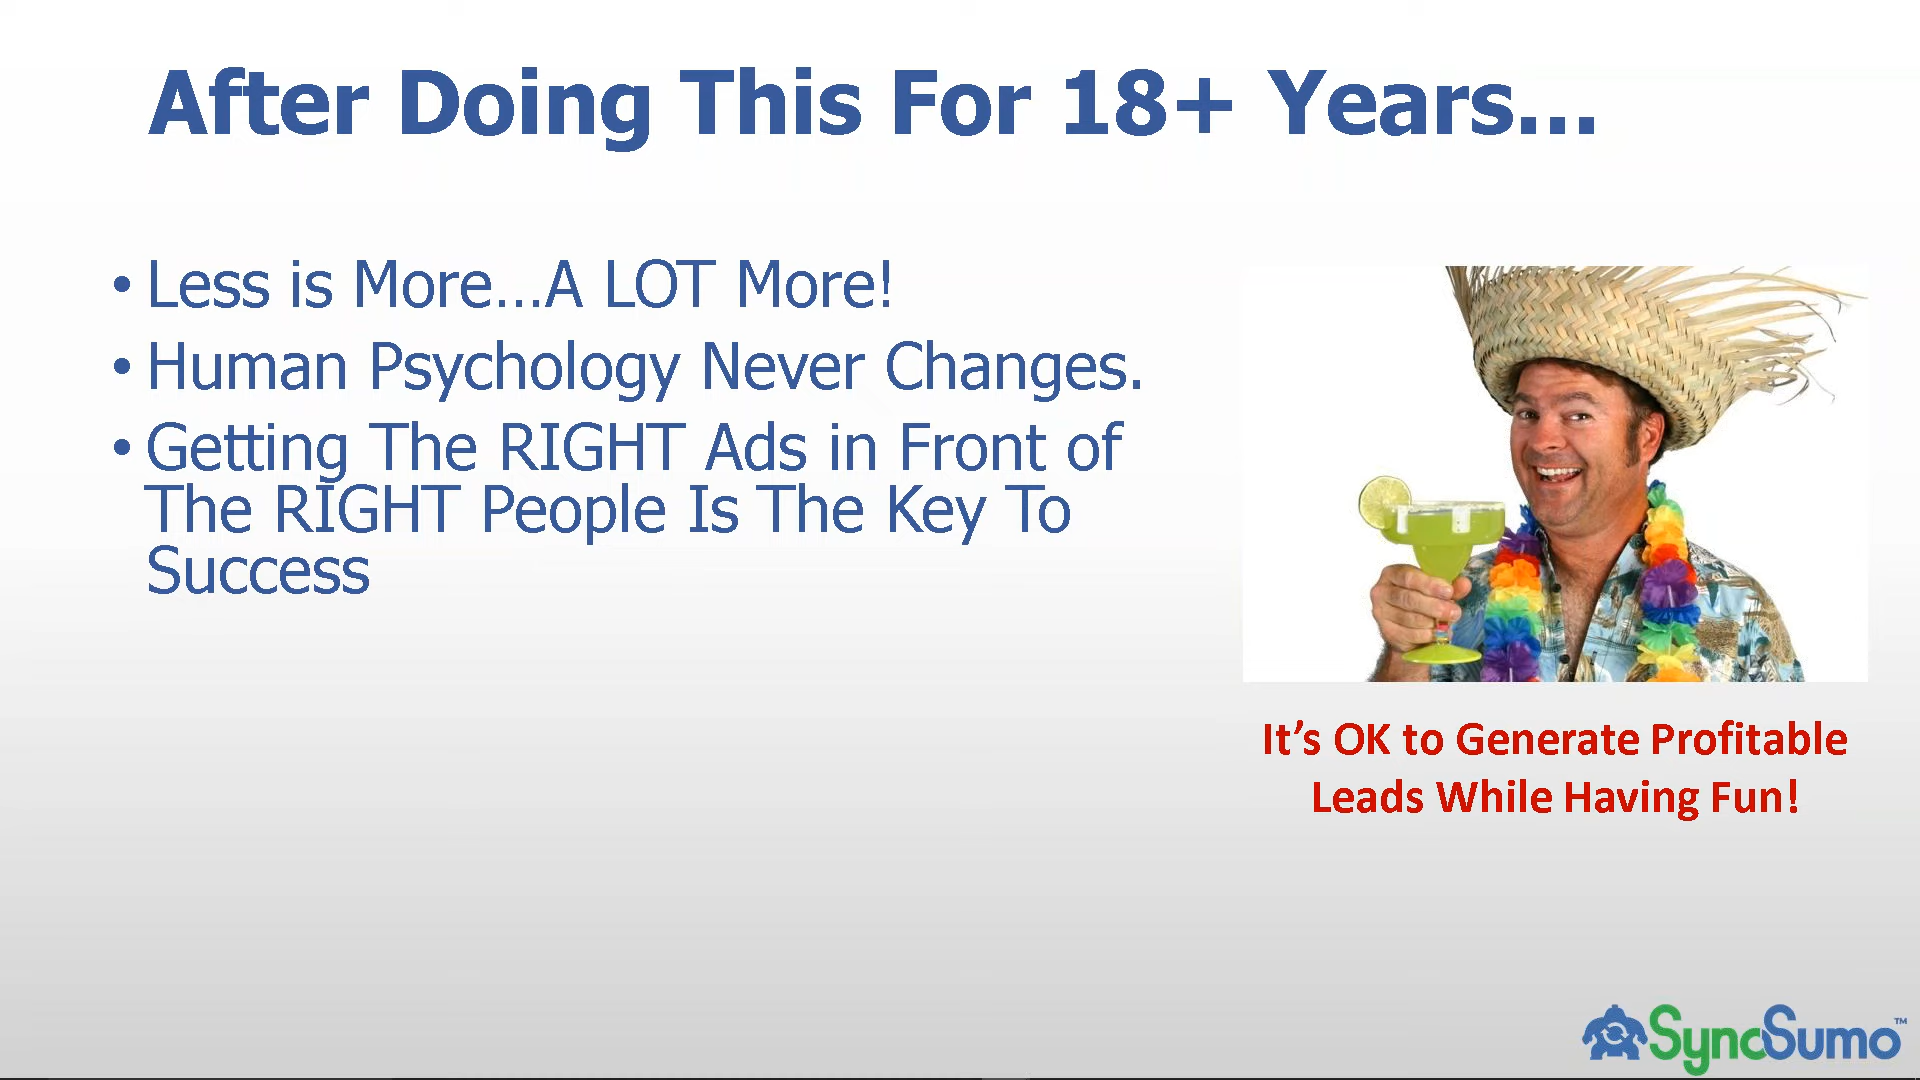 After Doing This For 18+ Years...
• Less is More...A LOT More!
• Human Psychology Never Changes.
• Getting The RIGHT Ads in Front of
The RIGHT People Is The Key To
Success
It’s OK to Generate Profitable
Leads While Having Fun!
SyncSumo™